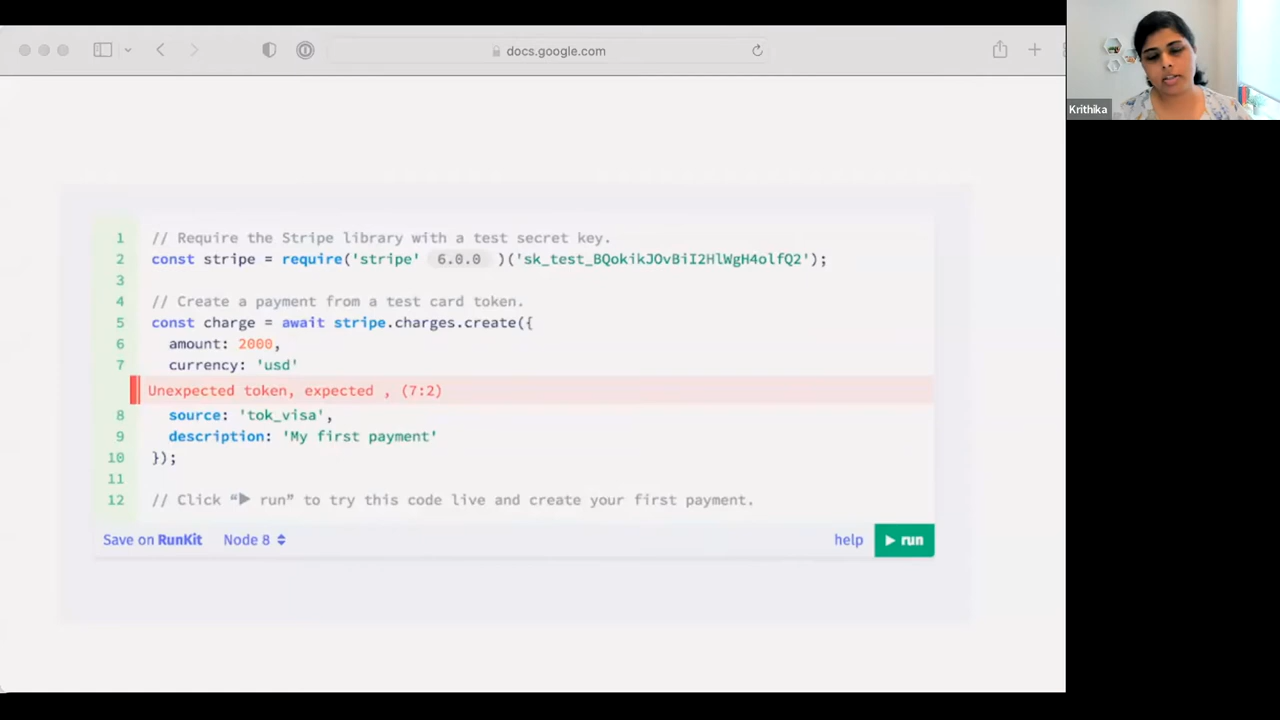 docs.google.com
Krithika
1 // Require the Stripe library with a test secret key.
2 const stripe = require('stripe' 6.0.0 )('sk_test_BQokikJOvBiI2HlWgH4olfQ2');
3
4 // Create a payment from a test card token.
5 const charge = await stripe.charges.create({
6 amount: 2000,
7 currency: 'usd'
Unexpected token, expected , (7:2)
8 source: 'tok_visa',
9 description: 'My first payment'
10 });
11
12 // Click “▶ run” to try this code live and create your first payment.
Save on RunKit Node 8 help ▶ run